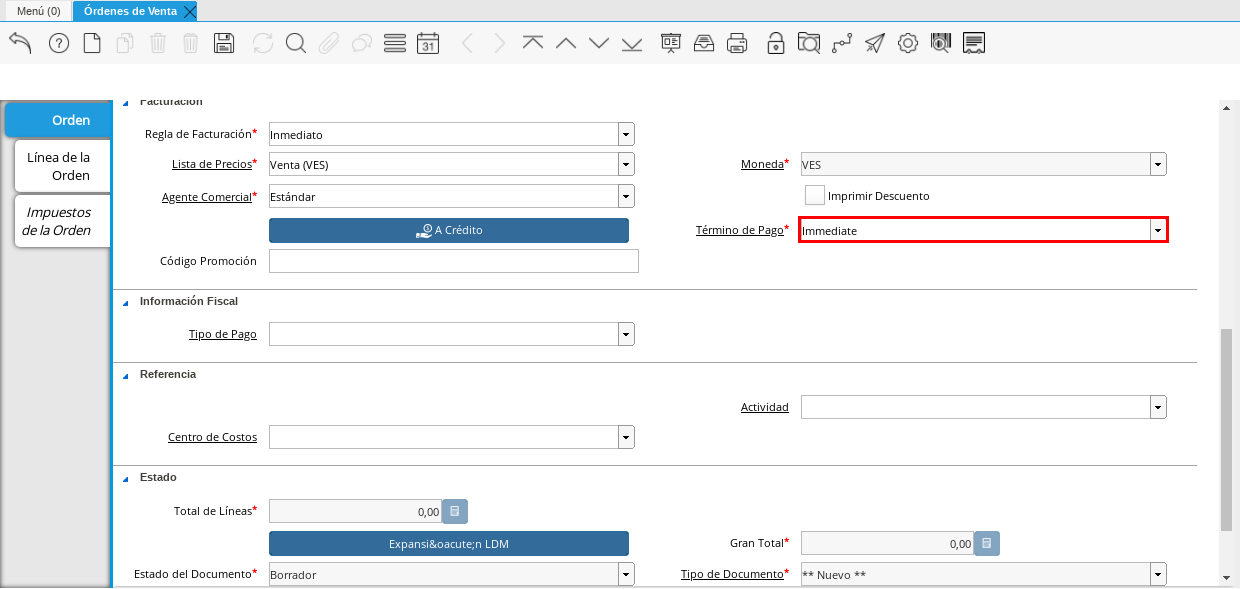 Menú (0)
Órdenes de Venta
31
Orden
Línea de la
Orden
Impuestos
de la Orden
Facturación
Regla de Facturación*
Inmediato
Lista de Precios*
Venta (VES)
Moneda*
VES
Agente Comercial*
Estándar
Imprimir Descuento
A Crédito
Término de Pago*
Immediate
Código Promoción
Información Fiscal
Tipo de Pago
Referencia
Actividad
Centro de Costos
Estado
Total de Líneas*
0,00
Expansi&oacute;n LDM
Gran Total*
0,00
Estado del Documento*
Borrador
Tipo de Documento*
** Nuevo **